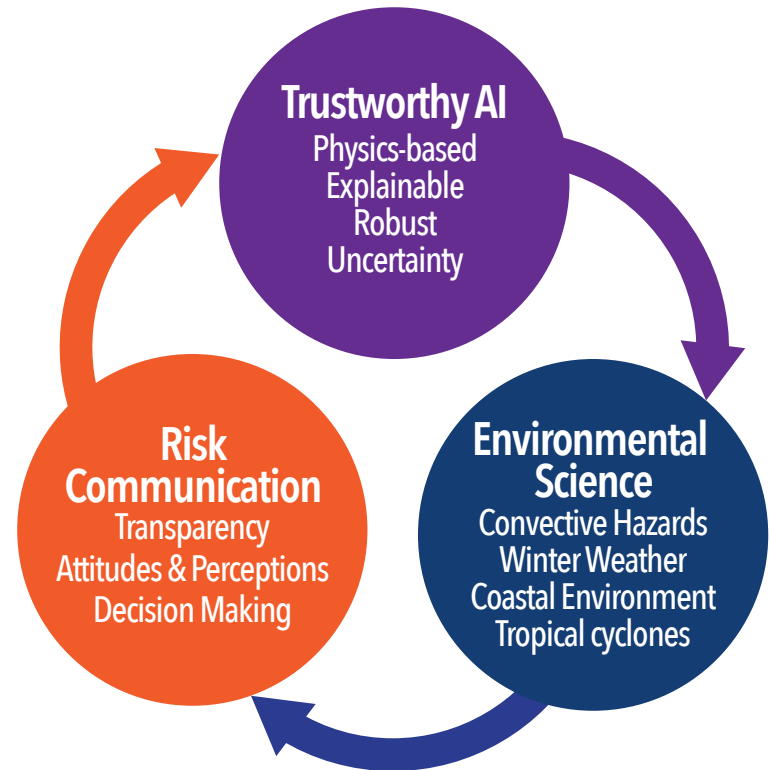 Trustworthy AI
Physics-based
Explainable
Robust
Uncertainty
Environmental
Science
Convective Hazards
Winter Weather
Coastal Environment
Tropical cyclones
Risk
Communication
Transparency
Attitudes & Perceptions
Decision Making